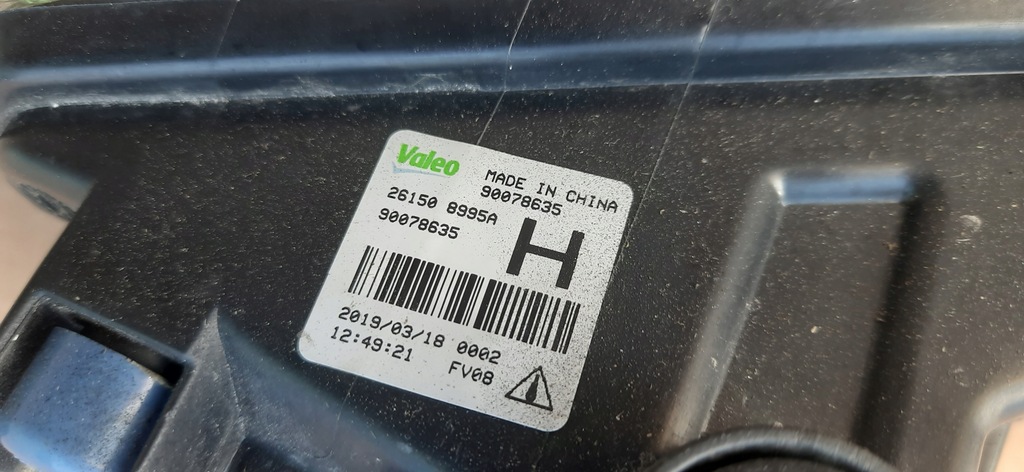 Valeo
MADE IN CHINA
90078635
26150 8995A
90078635
H
2019/03/18 0002
12:49:21
FV08